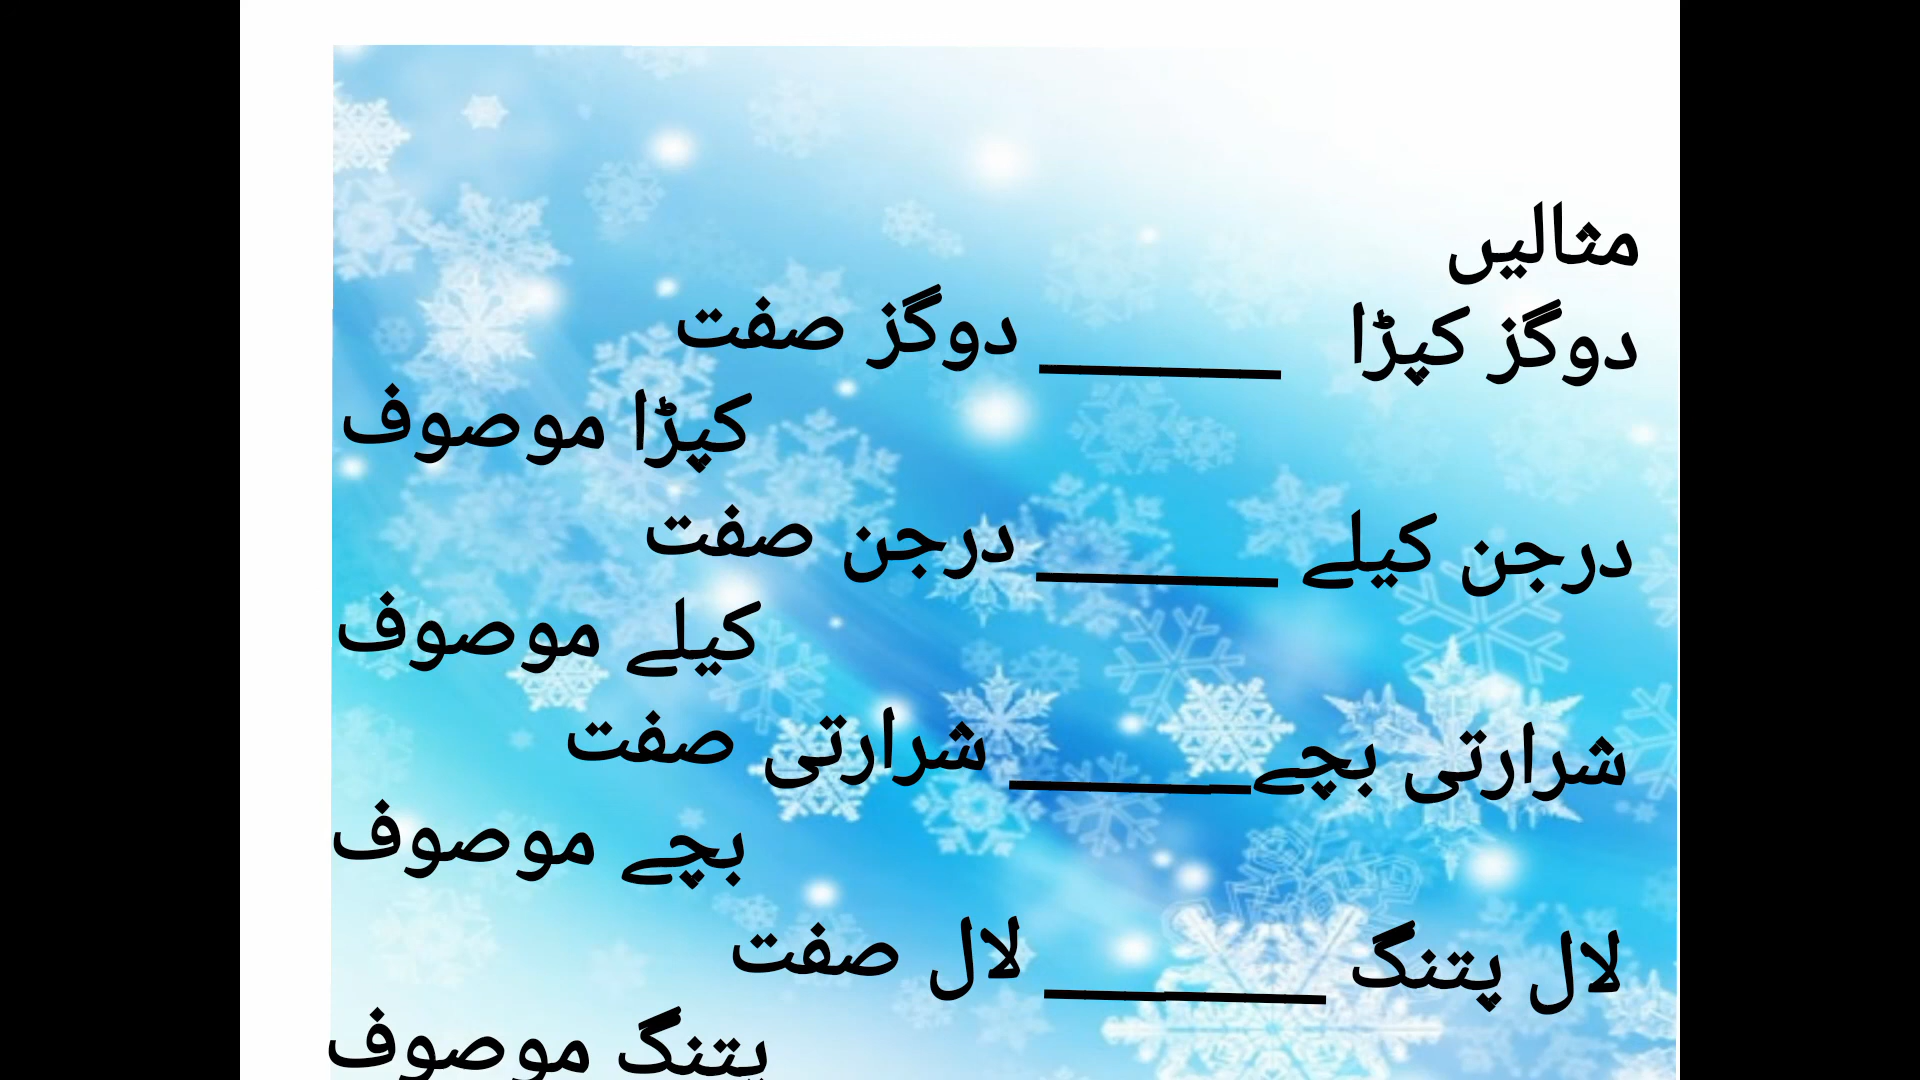 مثالیں
دوگز کپڑا ______ دوگز صفت
کپڑا موصوف
درجن کیلے ______ درجن صفت
کیلے موصوف
شرارتی بچے______ شرارتی صفت
بچے موصوف
لال پتنگ _______ لال صفت
پتنگ موصوف